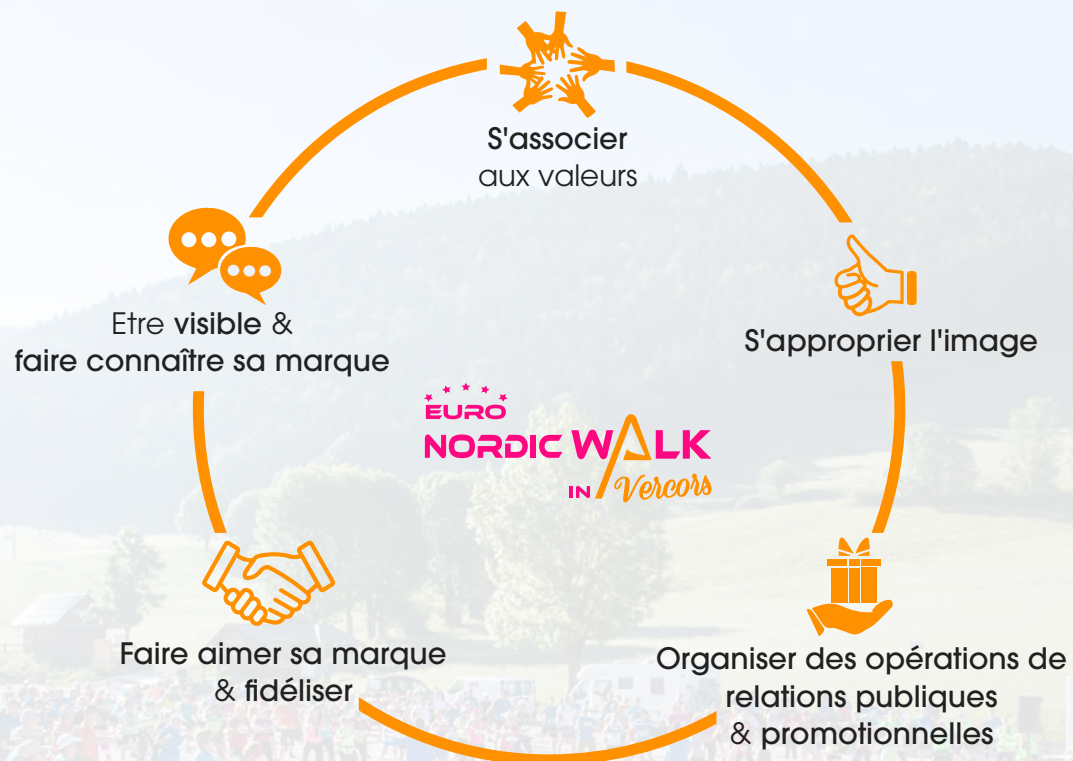 S'associer
aux valeurs
S'approprier l'image
Organiser des opérations de
relations publiques
& promotionnelles
Faire aimer sa marque
& fidéliser
Etre visible &
faire connaître sa marque
EURO
NORDIC WALK
IN Vercors